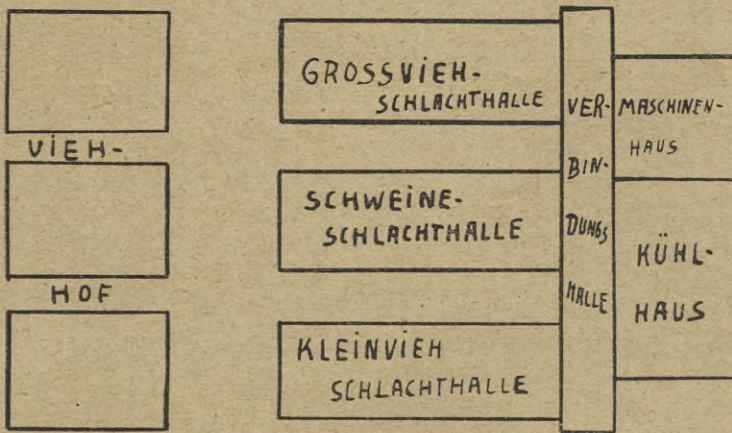 VIEH-
HOF
GROSSVIEH-
SCHLACHTHALLE
SCHWEINE-
SCHLACHTHALLE
KLEINVIEH
SCHLACHTHALLE
VER-
BIN-
DUNGS
HALLE
MASCHINEN-
HAUS
KÜHL-
HAUS